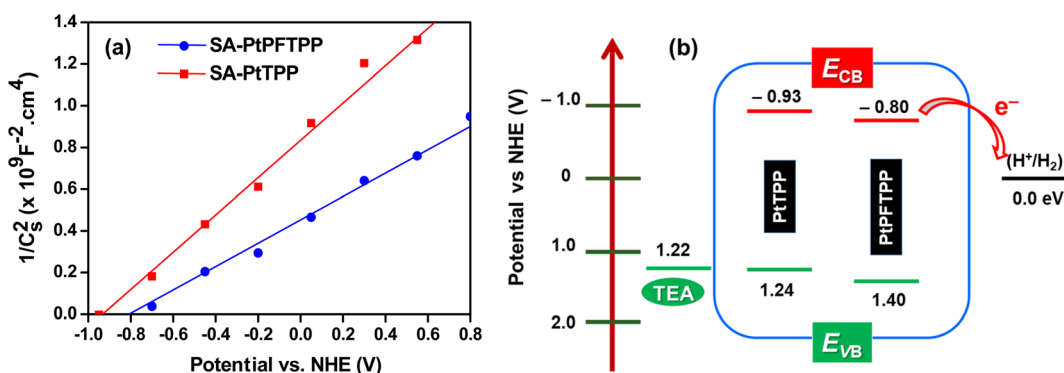 (a)
SA-PtPFTPP
SA-PtTPP
1/Cs² (x 10⁹F⁻².cm⁴)
1.4
1.2
1.0
0.8
0.6
0.4
0.2
0.0
-1.0 -0.8 -0.6 -0.4 -0.2 0.0 0.2 0.4 0.6 0.8
Potential vs. NHE (V)
(b)
Potential vs NHE (V)
– 1.0
0
1.0
2.0
1.22
TEA
ECB
– 0.93
– 0.80
e⁻
(H⁺/H₂)
0.0 eV
PtTPP
PtPFTPP
1.24
1.40
EVB